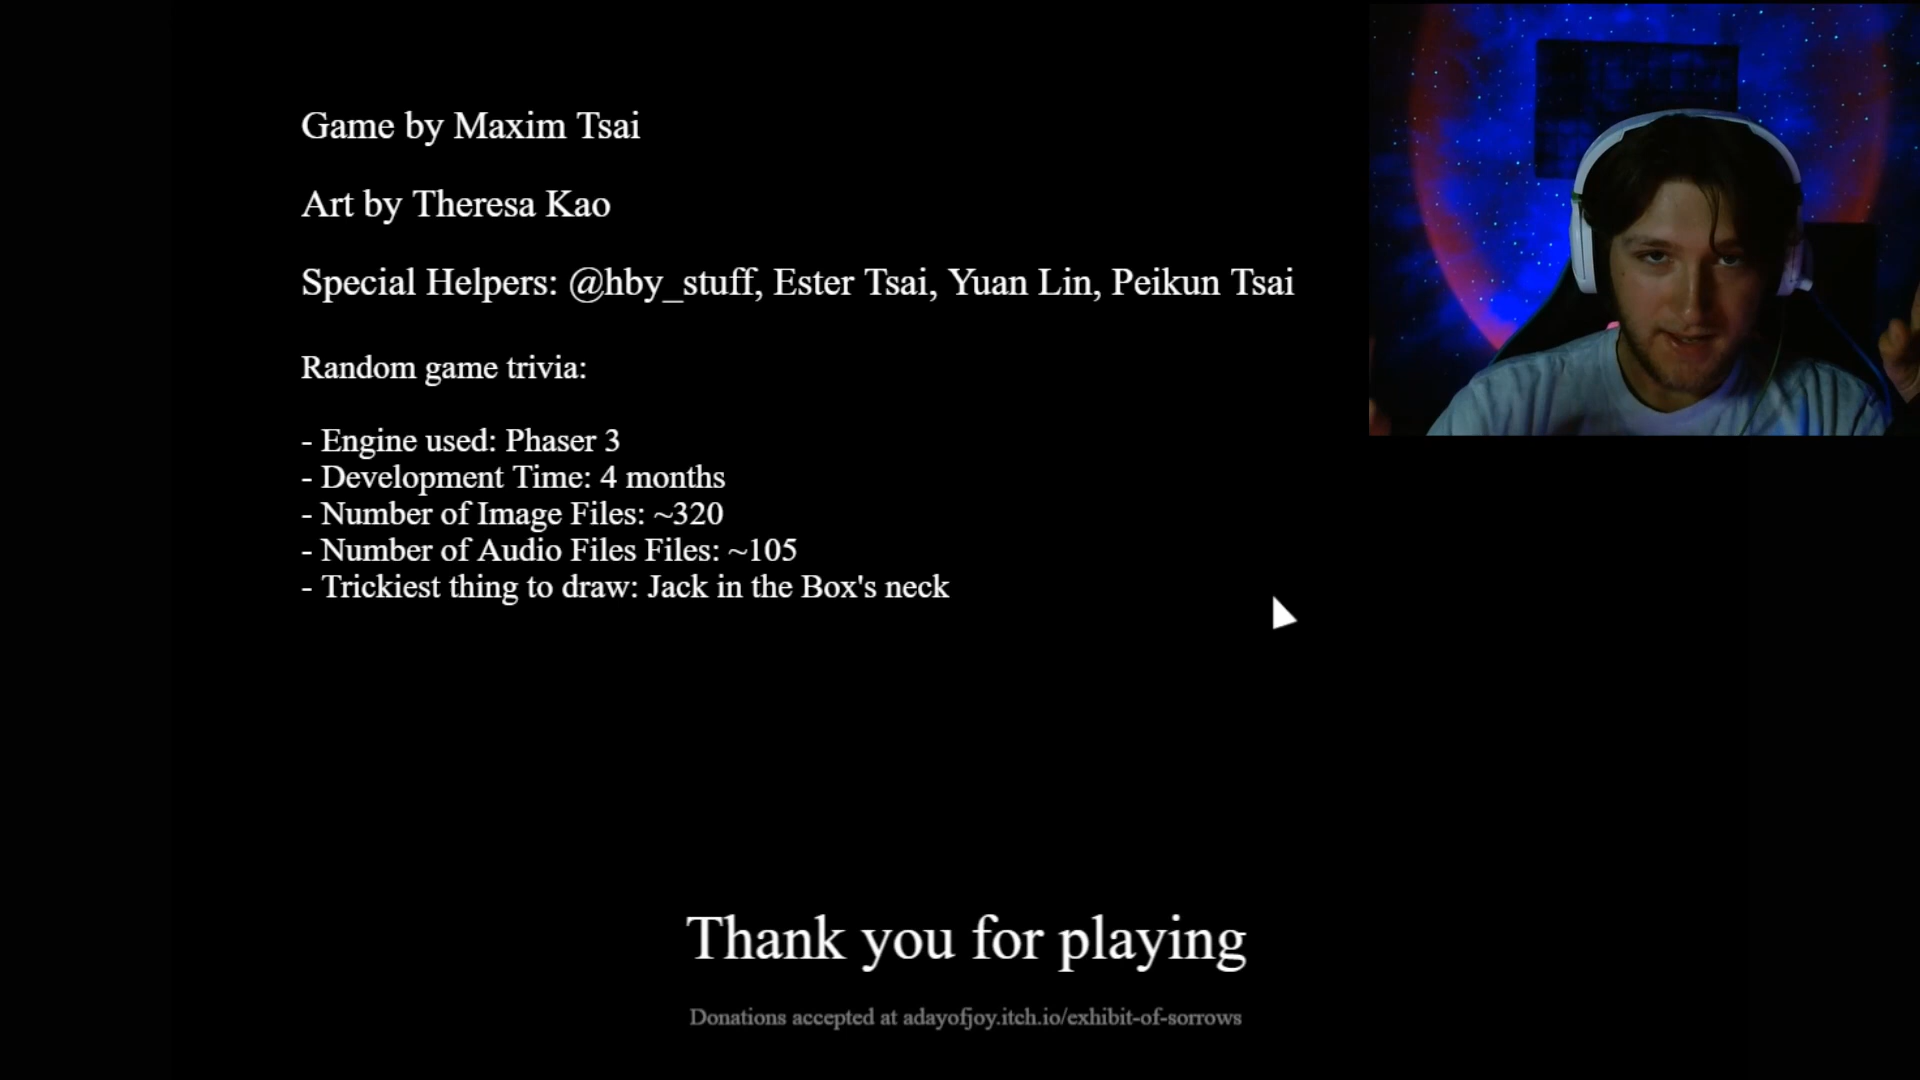 Game by Maxim Tsai
Art by Theresa Kao
Special Helpers: @hby_stuff, Ester Tsai, Yuan Lin, Peikun Tsai
Random game trivia:
- Engine used: Phaser 3
- Development Time: 4 months
- Number of Image Files: ~320
- Number of Audio Files Files: ~105
- Trickiest thing to draw: Jack in the Box's neck
Thank you for playing
Donations accepted at adayofjoy.itch.io/exhibit-of-sorrows